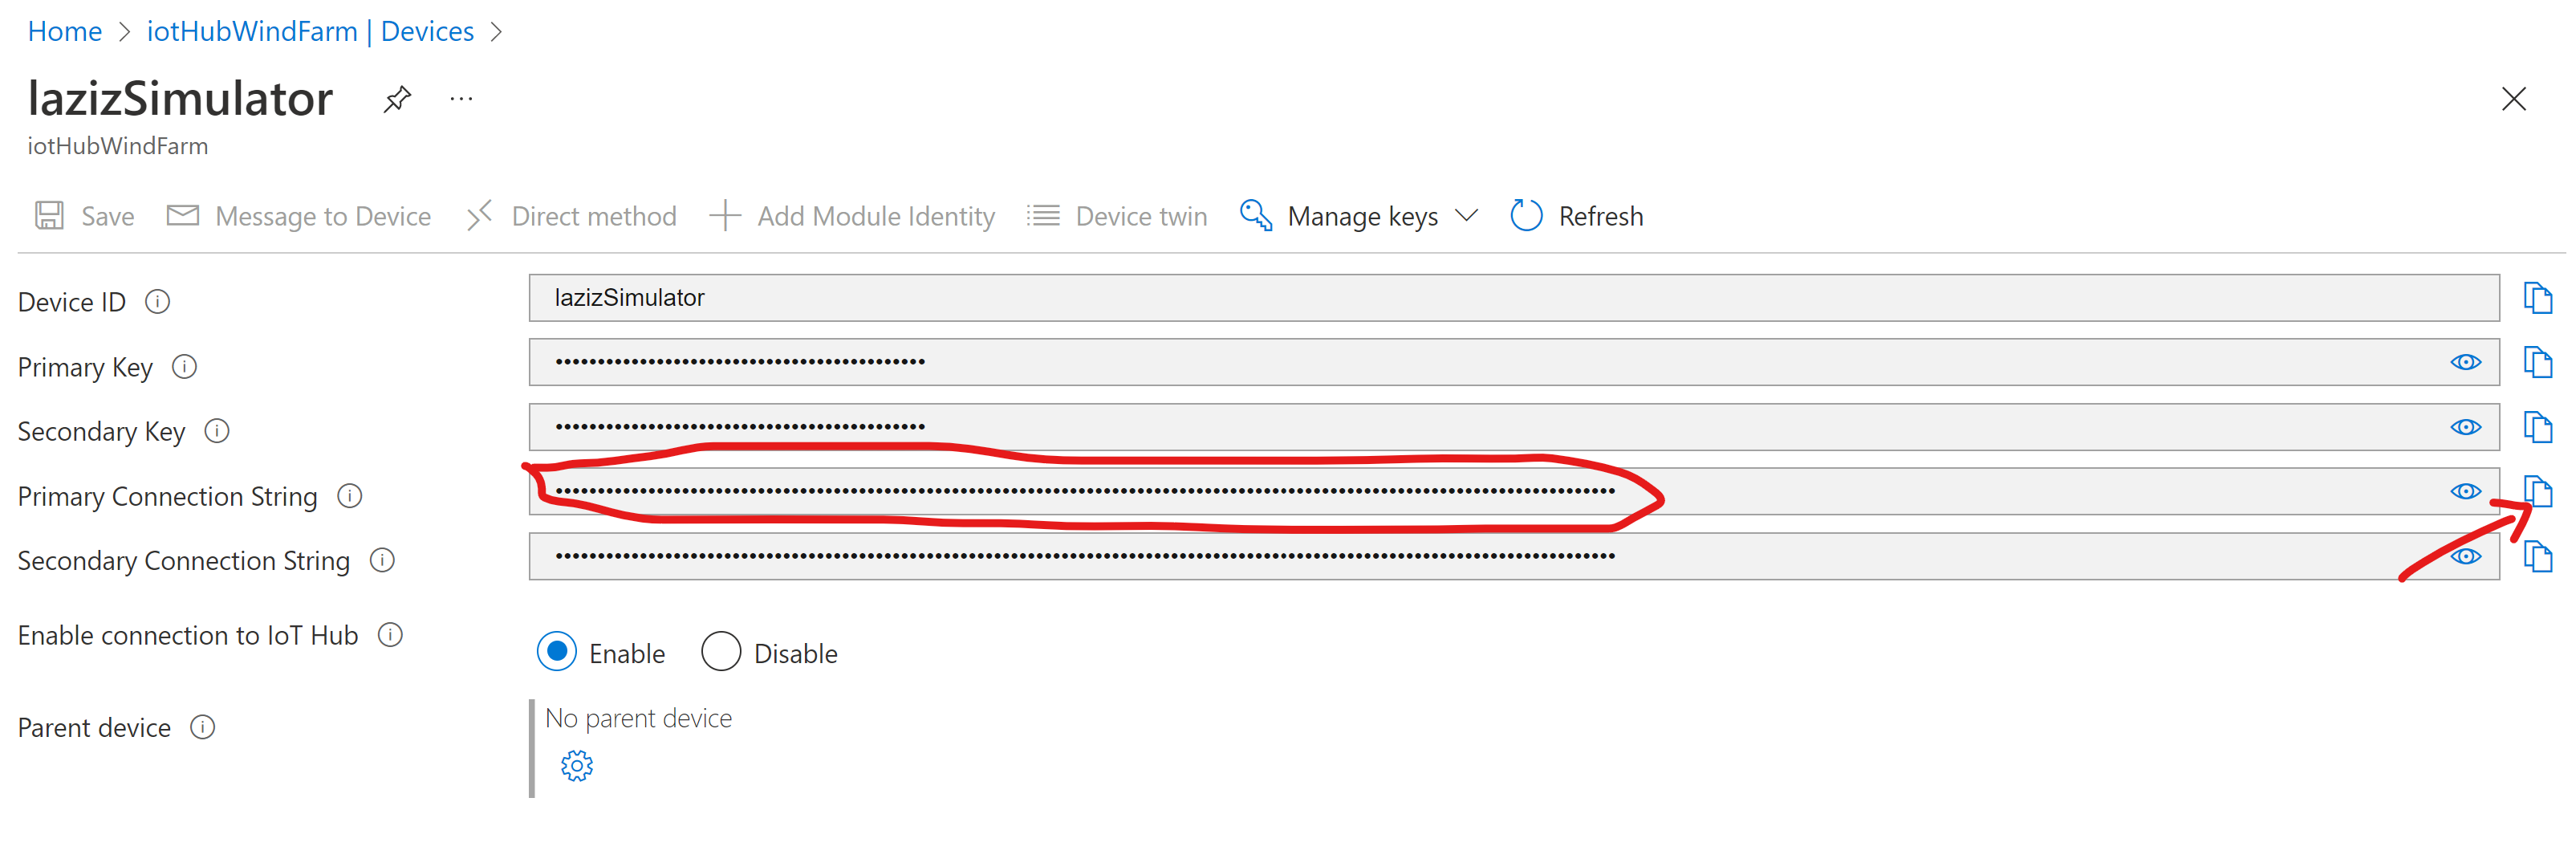 Home > iotHubWindFarm | Devices >
lazizSimulator ...
iotHubWindFarm
Save Message to Device Direct method Add Module Identity Device twin Manage keys Refresh
Device ID lazizSimulator
Primary Key
Secondary Key
Primary Connection String
Secondary Connection String
Enable connection to IoT Hub Enable Disable
Parent device No parent device